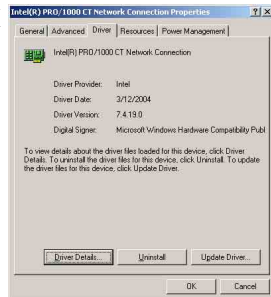 Intel(R) PRO/1000 CT Network Connection Properties
General Advanced Driver Resources Power Management
Intel(R) PRO/1000 CT Network Connection
Driver Provider: Intel
Driver Date: 3/12/2004
Driver Version: 7.4.19.0
Digital Signer: Microsoft Windows Hardware Compatibility Publ
To view details about the driver files loaded for this device, click Driver
Details. To uninstall the driver files for this device, click Uninstall. To update
the driver files for this device, click Update Driver.
Driver Details... Uninstall Update Driver...
OK Cancel